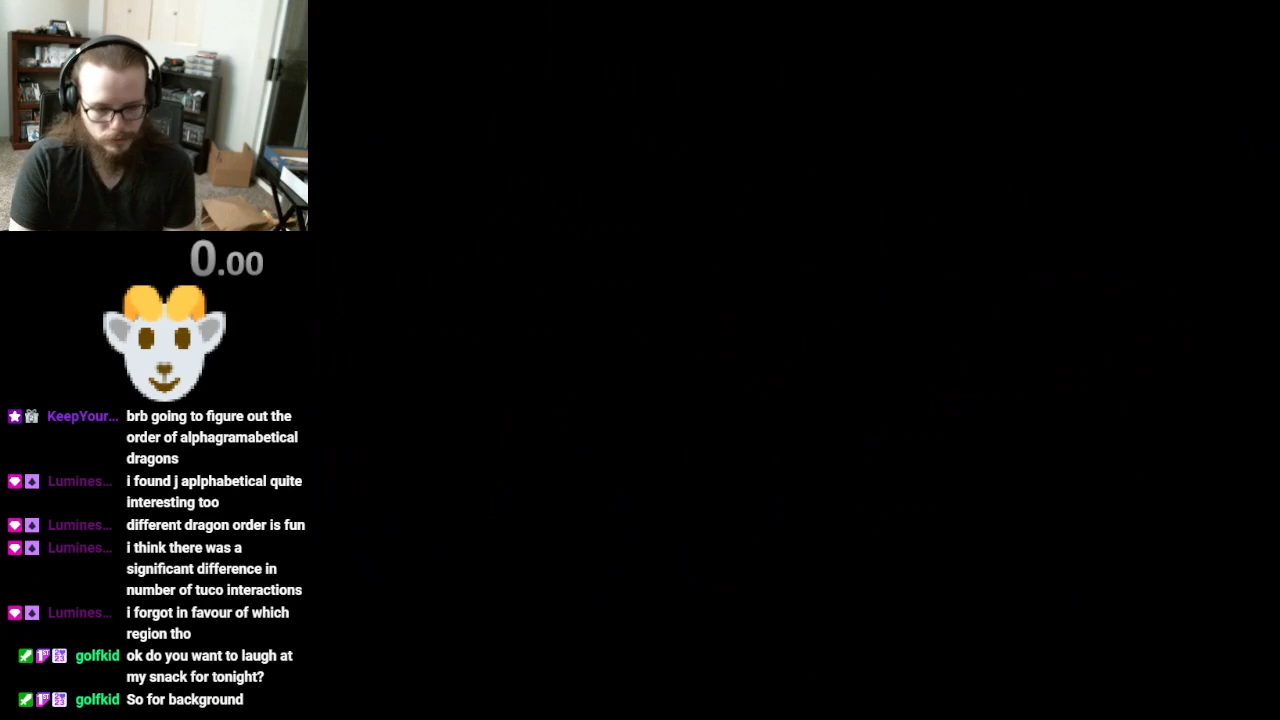 0.00
KeepYour... brb going to figure out the
order of alphagramabetical
dragons
Lumines... i found j aplphabetical quite
interesting too
Lumines... different dragon order is fun
Lumines... i think there was a
significant difference in
number of tuco interactions
Lumines... i forgot in favour of which
region tho
golfkid ok do you want to laugh at
my snack for tonight?
golfkid So for background